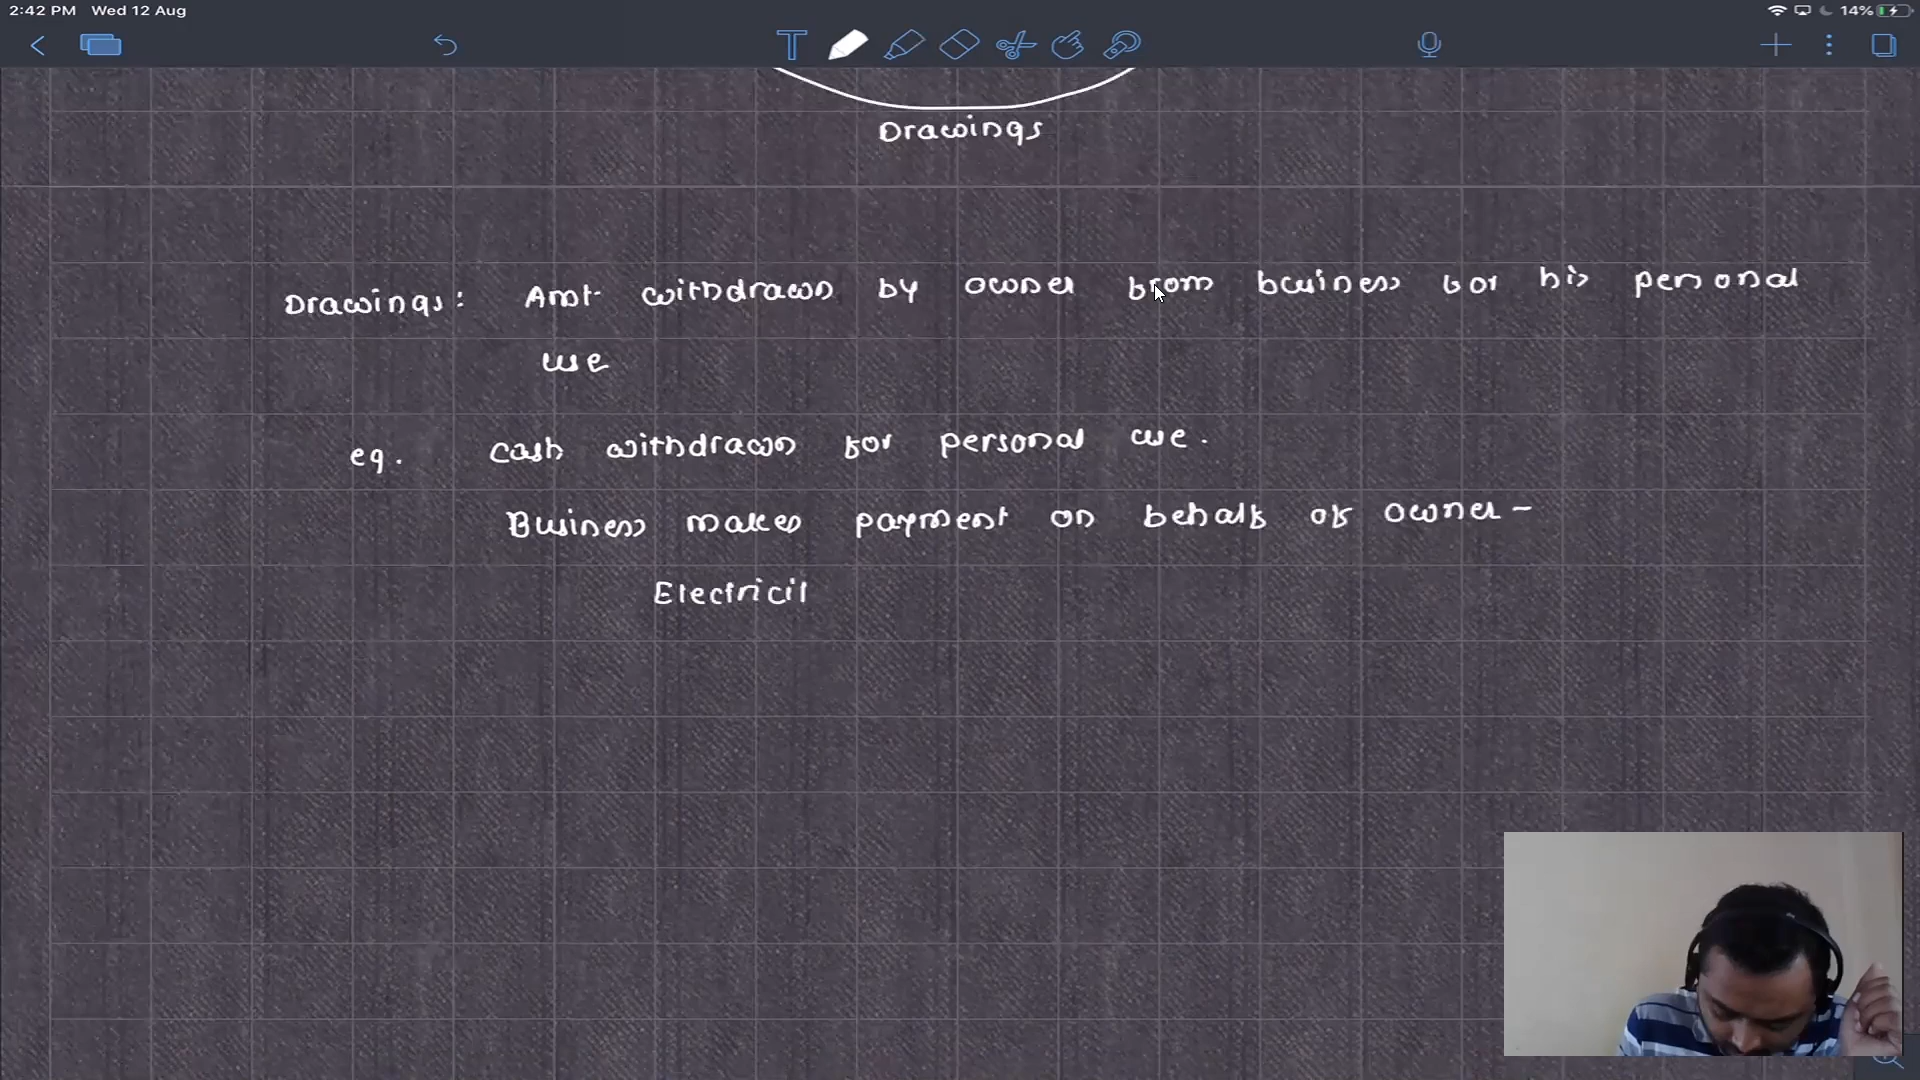 2:42 PM Wed 12 Aug
14%
T
Drawings
Drawings: Amt withdrawn by owner from business for his personal
use
eg. Cash withdrawn for personal use.
Business makes payment on behalf of owner -
Electricit